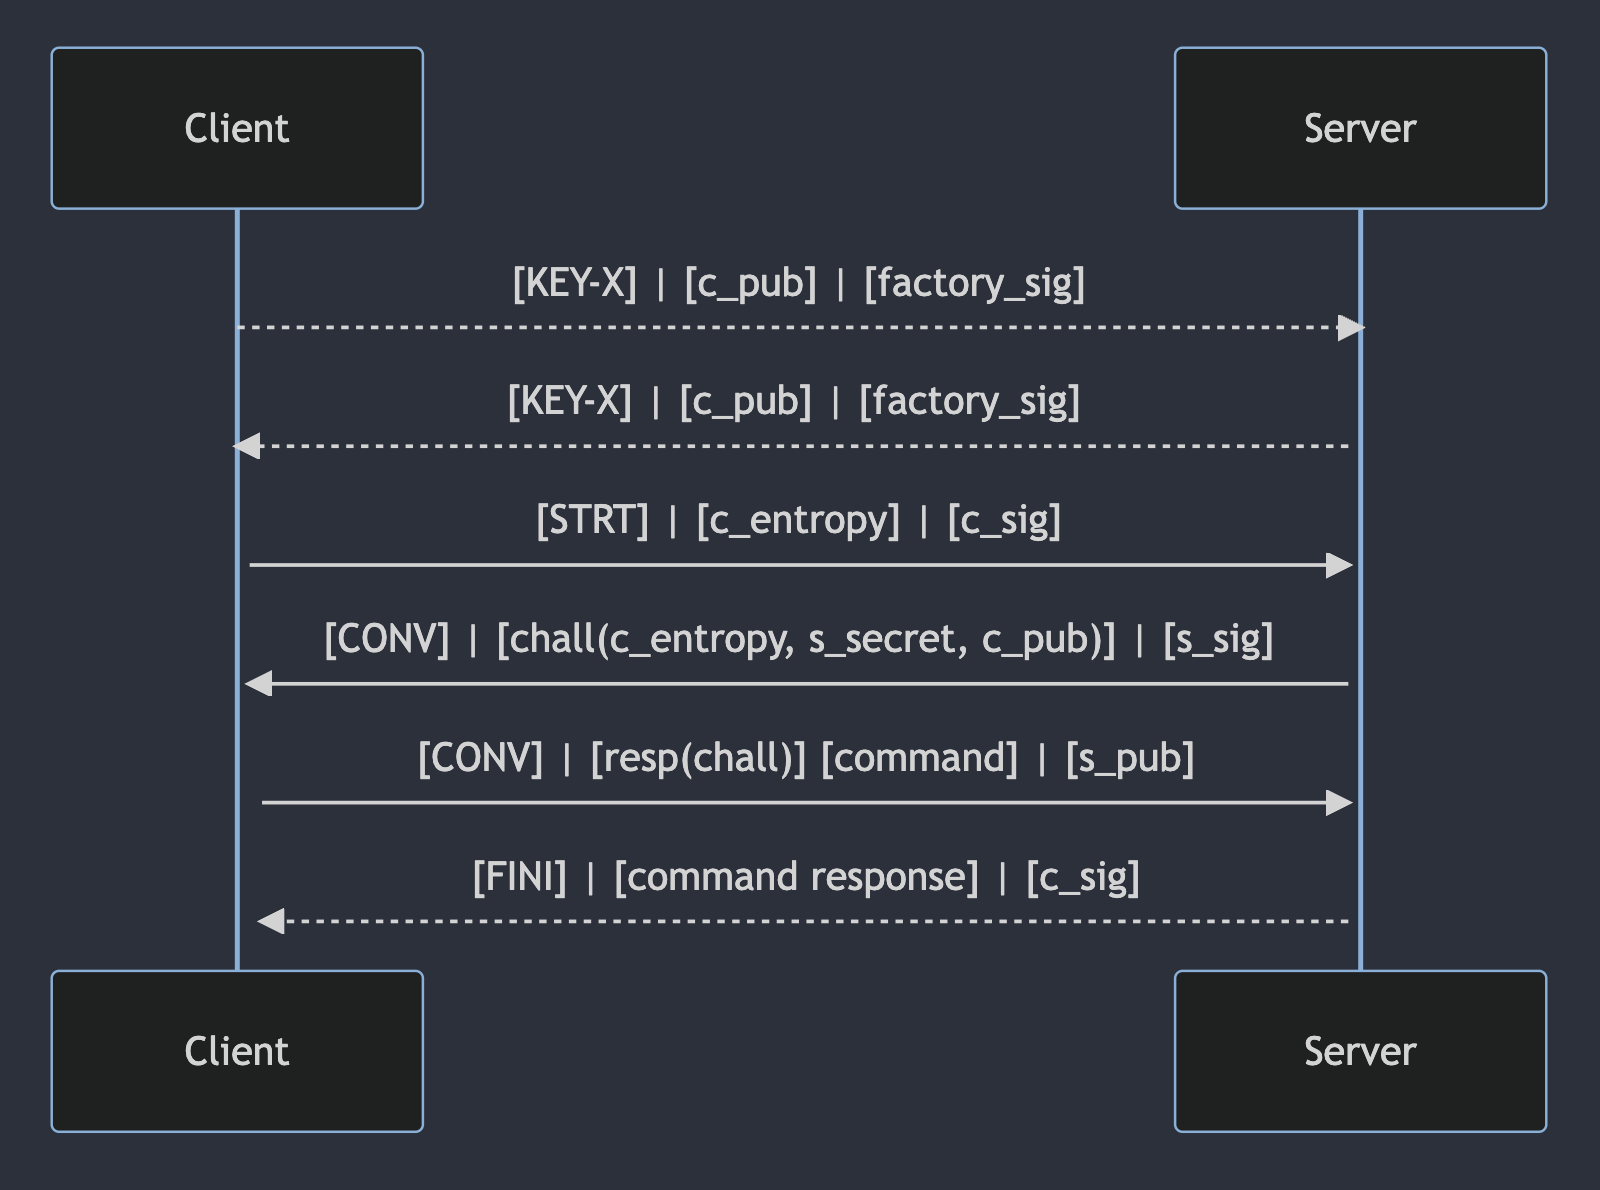 Client
Server
[KEY-X] | [c_pub] | [factory_sig]
[KEY-X] | [c_pub] | [factory_sig]
[STRT] | [c_entropy] | [c_sig]
[CONV] | [chall(c_entropy, s_secret, c_pub)] | [s_sig]
[CONV] | [resp(chall)] [command] | [s_pub]
[FINI] | [command response] | [c_sig]
Client
Server